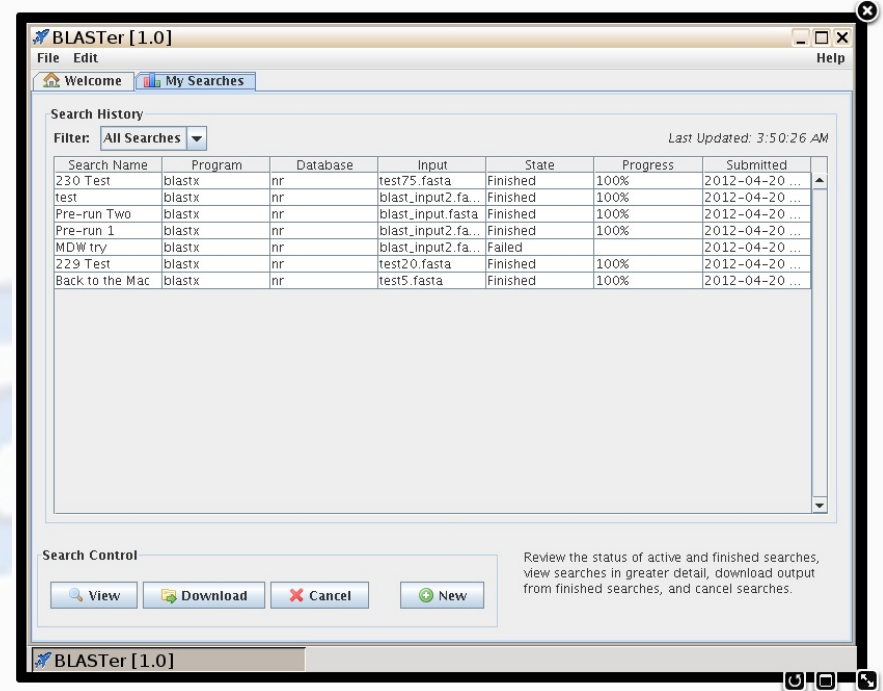 BLASTer [1.0]
File Edit Help
Welcome My Searches
Search History
Filter: All Searches Last Updated: 3:50:26 AM
Search Name Program Database Input State Progress Submitted
230 Test blastx nr test75.fasta Finished 100% 2012-04-20 ...
test blastx nr blast_input2.fa... Finished 100% 2012-04-20 ...
Pre-run Two blastx nr blast_input.fasta Finished 100% 2012-04-20 ...
Pre-run 1 blastx nr blast_input2.fa... Finished 100% 2012-04-20 ...
MDW try blastx nr blast_input2.fa... Failed 2012-04-20 ...
229 Test blastx nr test20.fasta Finished 100% 2012-04-20 ...
Back to the Mac blastx nr test5.fasta Finished 100% 2012-04-20 ...
Search Control
View Download Cancel New
Review the status of active and finished searches,
view searches in greater detail, download output
from finished searches, and cancel searches.
BLASTer [1.0]